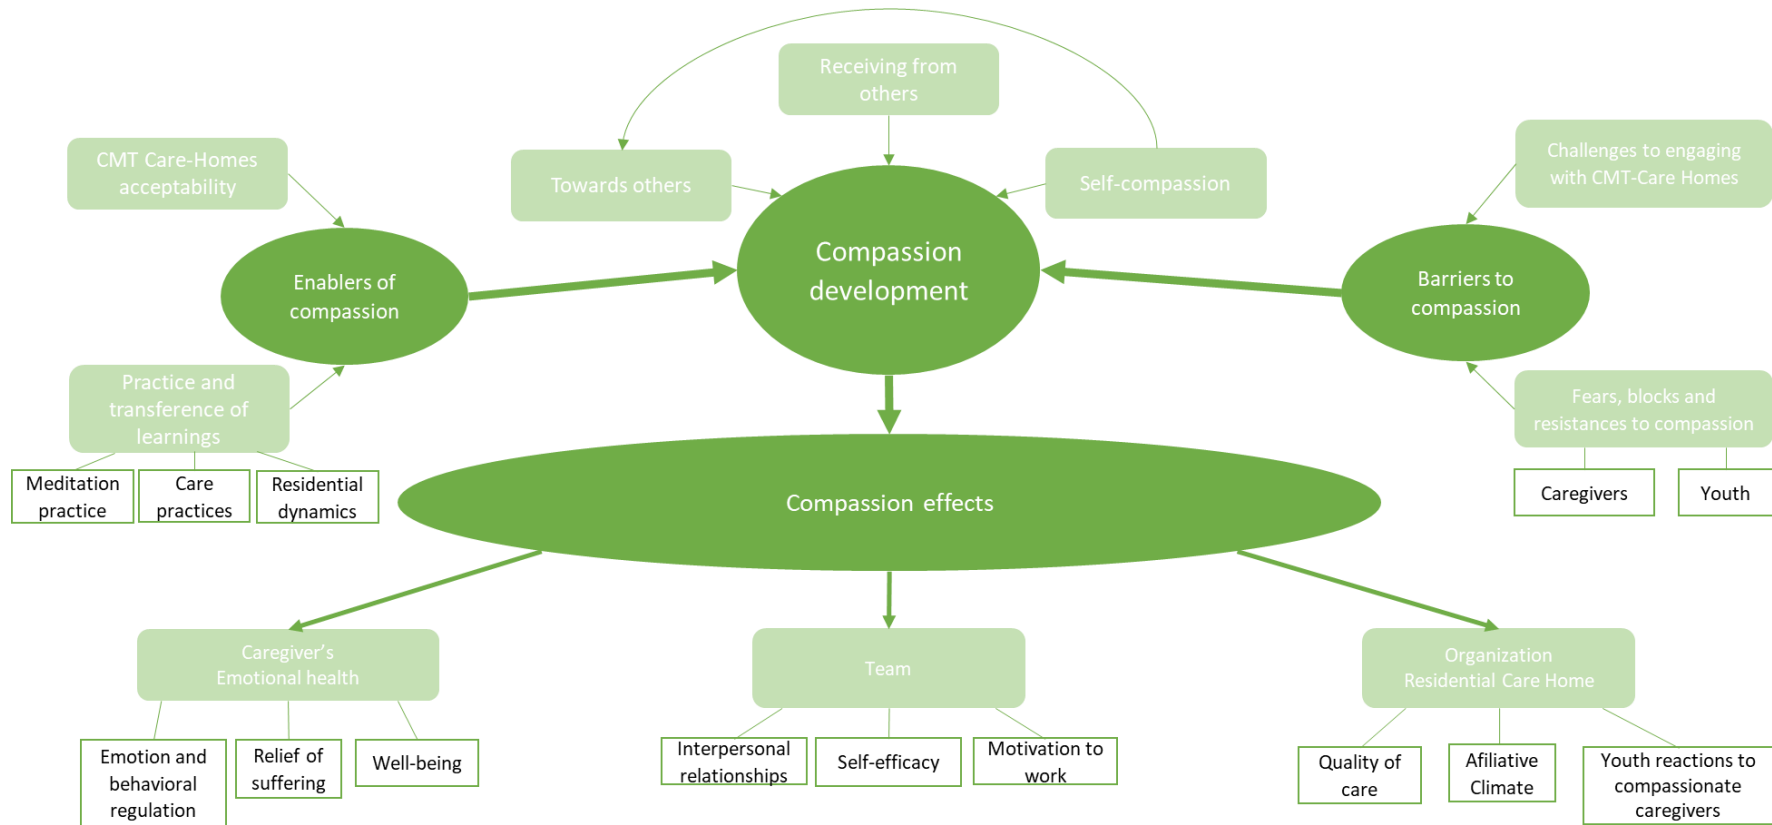 Receiving from
others
CMT Care-Homes
acceptability
Towards others
Self-compassion
Challenges to engaging
with CMT-Care Homes
Compassion
development
Enablers of
compassion
Barriers to
compassion
Practice and
transference of
learnings
Fears, blocks and
resistances to compassion
Meditation
practice
Care
practices
Residential
dynamics
Caregivers
Youth
Compassion effects
Caregiver's
Emotional health
Team
Organization
Residential Care Home
Emotion and
behavioral
regulation
Relief of
suffering
Well-being
Interpersonal
relationships
Self-efficacy
Motivation to
work
Quality of
care
Afiliative
Climate
Youth reactions to
compassionate
caregivers